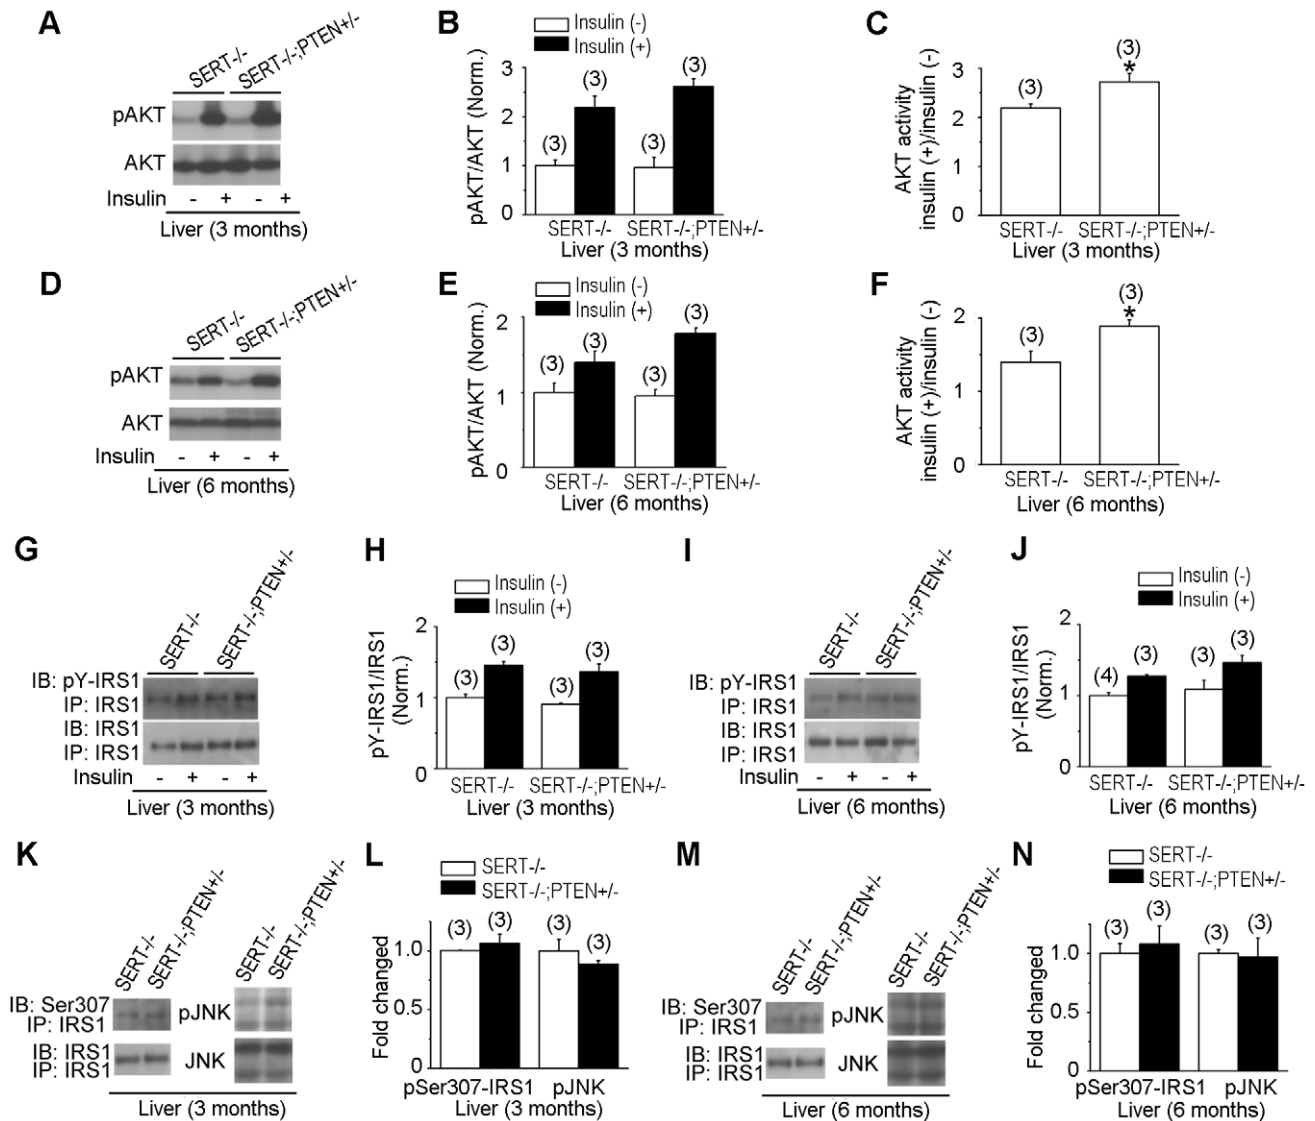 A
SERT-/-
SERT-/-;PTEN+/-
pAKT
AKT
Insulin - + - +
Liver (3 months)
B
Insulin (-)
Insulin (+)
pAKT/AKT (Norm.)
3
2
1
0
(3)
(3)
(3)
(3)
SERT-/- SERT-/-;PTEN+/-
Liver (3 months)
C
AKT activity
insulin (+)/insulin (-)
3
2
1
0
(3)
(3)
*
SERT-/- SERT-/-;PTEN+/-
Liver (3 months)
D
SERT-/-
SERT-/-;PTEN+/-
pAKT
AKT
Insulin - + - +
Liver (6 months)
E
Insulin (-)
Insulin (+)
pAKT/AKT (Norm.)
2
1
0
(3)
(3)
(3)
(3)
SERT-/- SERT-/-;PTEN+/-
Liver (6 months)
F
AKT activity
insulin (+)/insulin (-)
2
1
0
(3)
(3)
*
SERT-/- SERT-/-;PTEN+/-
Liver (6 months)
G
SERT-/-
SERT-/-;PTEN+/-
IB: pY-IRS1
IP: IRS1
IB: IRS1
IP: IRS1
Insulin - + - +
Liver (3 months)
H
Insulin (-)
Insulin (+)
pY-IRS1/IRS1
(Norm.)
2
1
0
(3)
(3)
(3)
(3)
SERT-/- SERT-/-;PTEN+/-
Liver (3 months)
I
SERT-/-
SERT-/-;PTEN+/-
IB: pY-IRS1
IP: IRS1
IB: IRS1
IP: IRS1
Insulin - + - +
Liver (6 months)
J
Insulin (-)
Insulin (+)
pY-IRS1/IRS1
(Norm.)
2
1
0
(4)
(3)
(3)
(3)
SERT-/- SERT-/-;PTEN+/-
Liver (6 months)
K
SERT-/-
SERT-/-;PTEN+/-
SERT-/-
SERT-/-;PTEN+/-
IB: Ser307
IP: IRS1
pJNK
IB: IRS1
IP: IRS1
JNK
Liver (3 months)
L
SERT-/-
SERT-/-;PTEN+/-
Fold changed
1.0
0.5
0
(3)
(3)
(3)
(3)
pSer307-IRS1 pJNK
Liver (3 months)
M
SERT-/-
SERT-/-;PTEN+/-
SERT-/-
SERT-/-;PTEN+/-
IB: Ser307
IP: IRS1
pJNK
IB: IRS1
IP: IRS1
JNK
Liver (6 months)
N
SERT-/-
SERT-/-;PTEN+/-
Fold changed
1.0
0.5
0
(3)
(3)
(3)
(3)
pSer307-IRS1 pJNK
Liver (6 months)